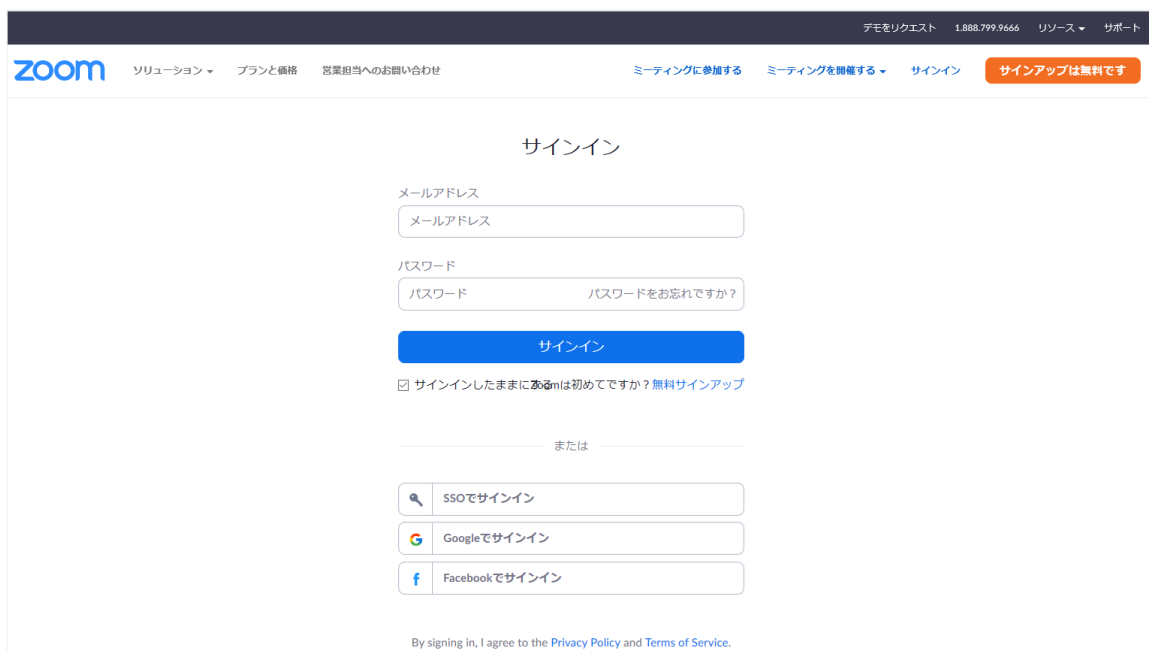 デモをリクエスト 1.888.799.9666 リソース サポート
zoom ソリューション プランと価格 営業担当へのお問い合わせ ミーティングに参加する ミーティングを開催する サインイン サインアップは無料です
サインイン
メールアドレス
メールアドレス
パスワード
パスワード パスワードをお忘れですか?
サインイン
サインインしたままにする Zoomは初めてですか?無料サインアップ
または
SSOでサインイン
Googleでサインイン
Facebookでサインイン
By signing in, I agree to the Privacy Policy and Terms of Service.